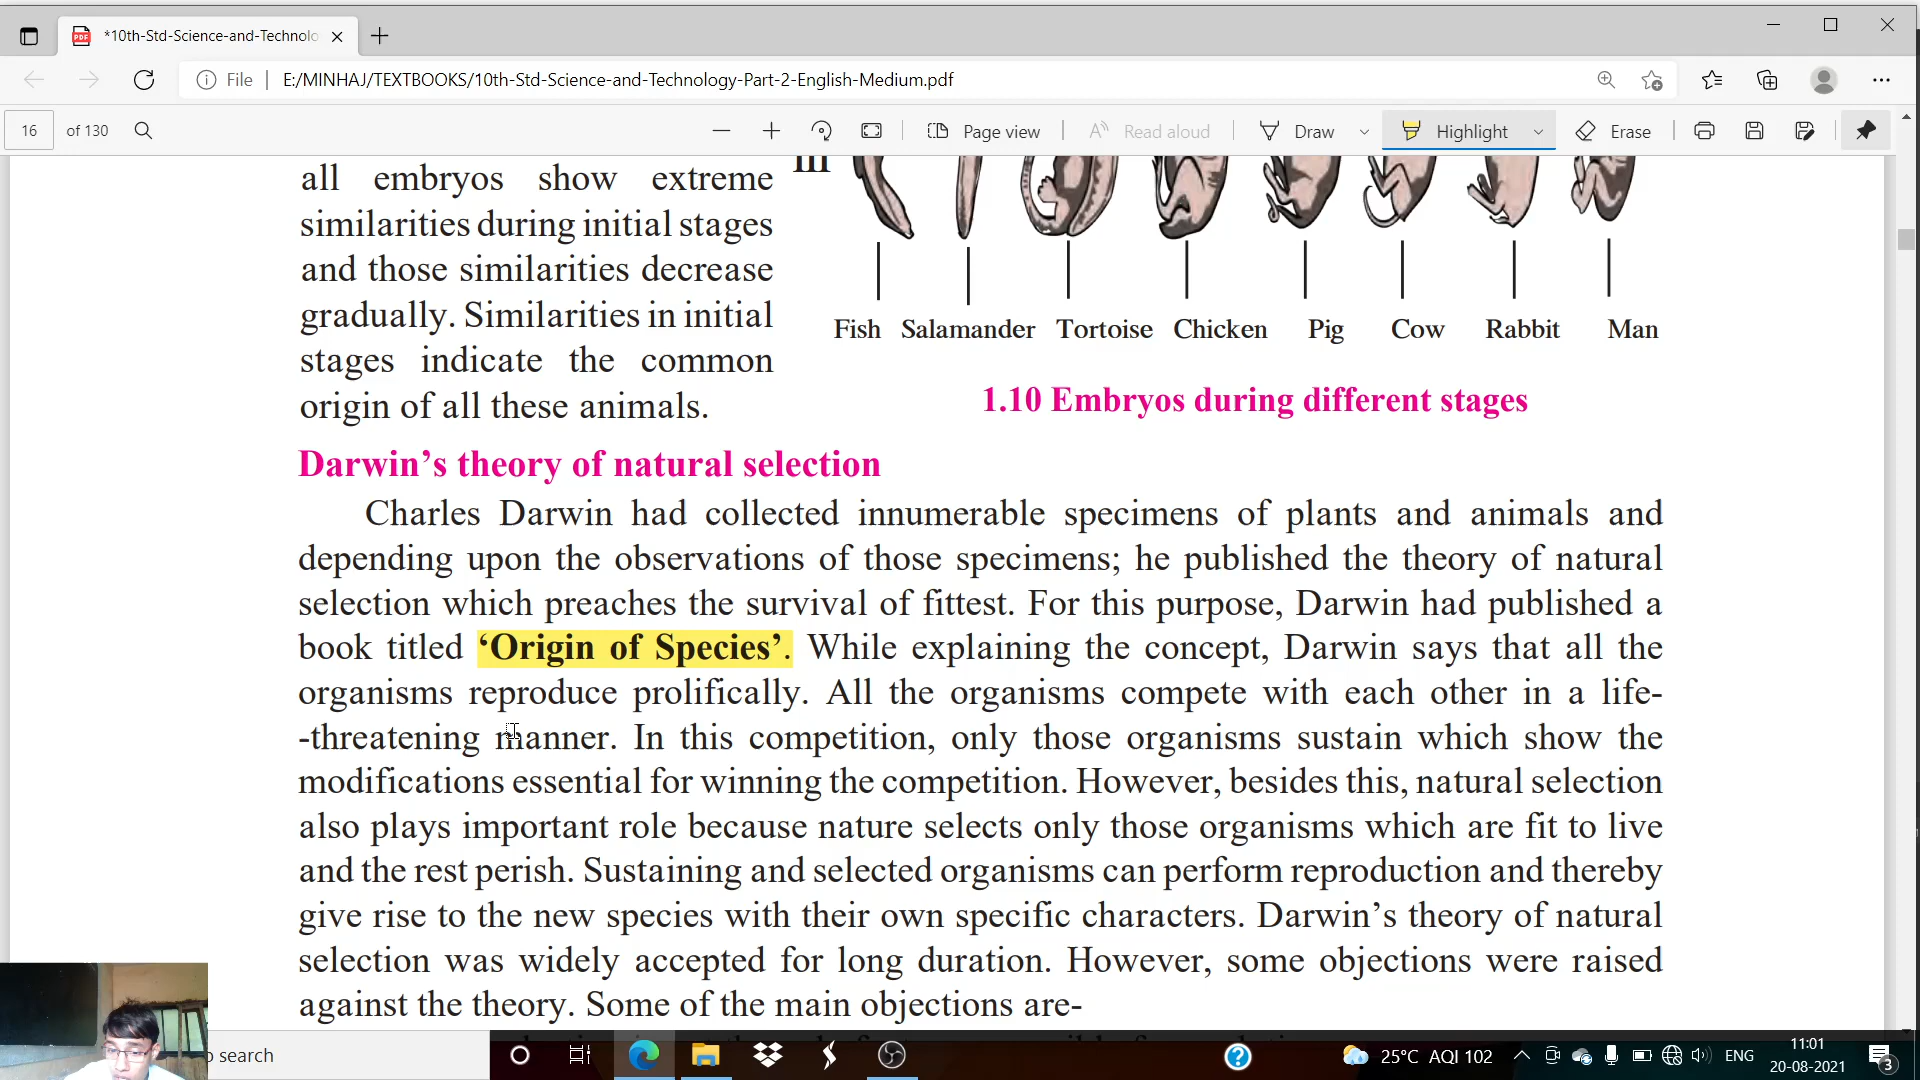 *10th-Std-Science-and-Technolo
File
E:/MINHAJ/TEXTBOOKS/10th-Std-Science-and-Technology-Part-2-English-Medium.pdf
16 of 130
Page view
Read aloud
Draw
Highlight
Erase
all embryos show extreme
similarities during initial stages
and those similarities decrease
gradually. Similarities in initial
stages indicate the common
origin of all these animals.
III
Fish Salamander Tortoise Chicken Pig Cow Rabbit Man
1.10 Embryos during different stages
Darwin’s theory of natural selection
Charles Darwin had collected innumerable specimens of plants and animals and
depending upon the observations of those specimens; he published the theory of natural
selection which preaches the survival of fittest. For this purpose, Darwin had published a
book titled ‘Origin of Species’. While explaining the concept, Darwin says that all the
organisms reproduce prolifically. All the organisms compete with each other in a life-
-threatening manner. In this competition, only those organisms sustain which show the
modifications essential for winning the competition. However, besides this, natural selection
also plays important role because nature selects only those organisms which are fit to live
and the rest perish. Sustaining and selected organisms can perform reproduction and thereby
give rise to the new species with their own specific characters. Darwin’s theory of natural
selection was widely accepted for long duration. However, some objections were raised
against the theory. Some of the main objections are-
search
25°C AQI 102
ENG
11:01
20-08-2021
3